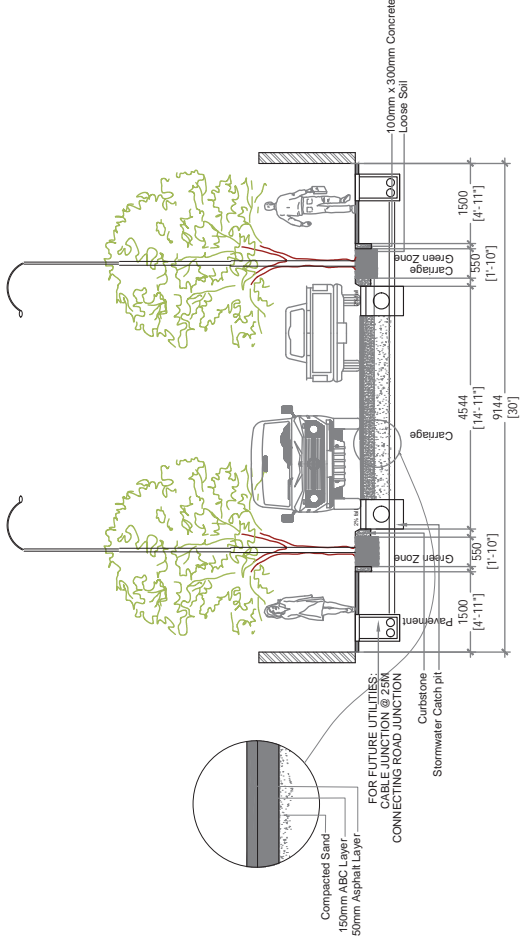 Compacted Sand
150mm ABC Layer
50mm Asphalt Layer
FOR FUTURE UTILITIES:
CABLE JUNCTION @ 25M
CONNECTING ROAD JUNCTION
Curbstone
Stormwater Catch pit
Pavement
Green Zone
Carriage
Carriage
Green Zone
100mm x 300mm Concrete
Loose Soil
1500
[4'-11"]
550
[1'-10"]
4544
[14'-11"]
550
[1'-10"]
1500
[4'-11"]
9144
[30']